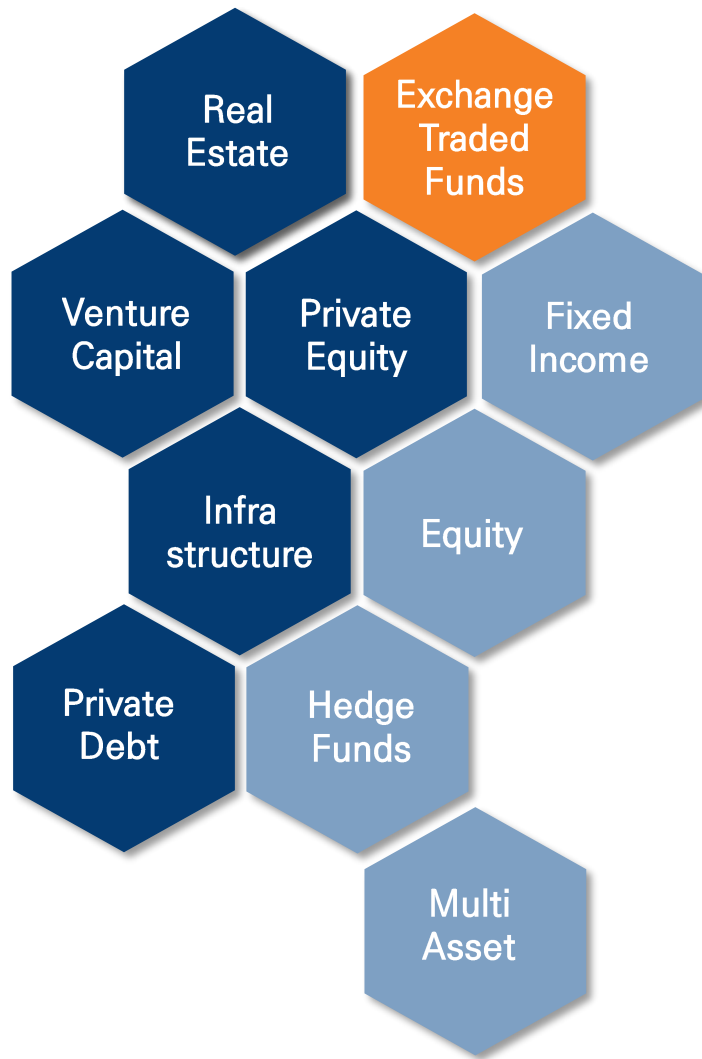 Real
Estate
Exchange
Traded
Funds
Venture
Capital
Private
Equity
Fixed
Income
Infra
structure
Equity
Private
Debt
Hedge
Funds
Multi
Asset